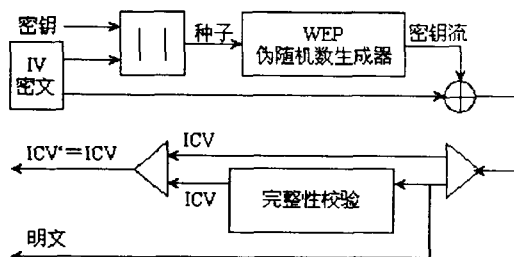 密钥
IV
密文
| |
种子
WEP
伪随机数生成器
密钥流
ICV'=ICV
ICV
ICV
完整性校验
明文